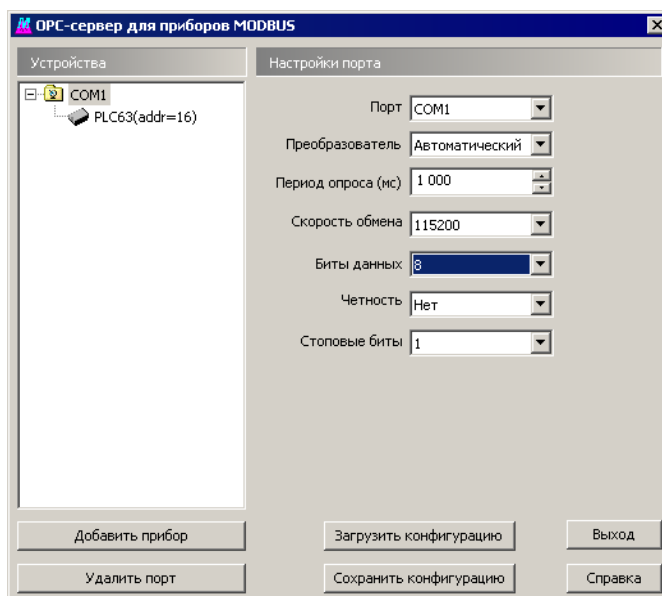 OPC-сервер для приборов MODBUS
Устройства
Настройки порта
COM1
PLC63(addr=16)
Порт COM1
Преобразователь Автоматический
Период опроса (мс) 1 000
Скорость обмена 115200
Биты данных 8
Четность Нет
Стоповые биты 1
Добавить прибор
Загрузить конфигурацию
Выход
Удалить порт
Сохранить конфигурацию
Справка